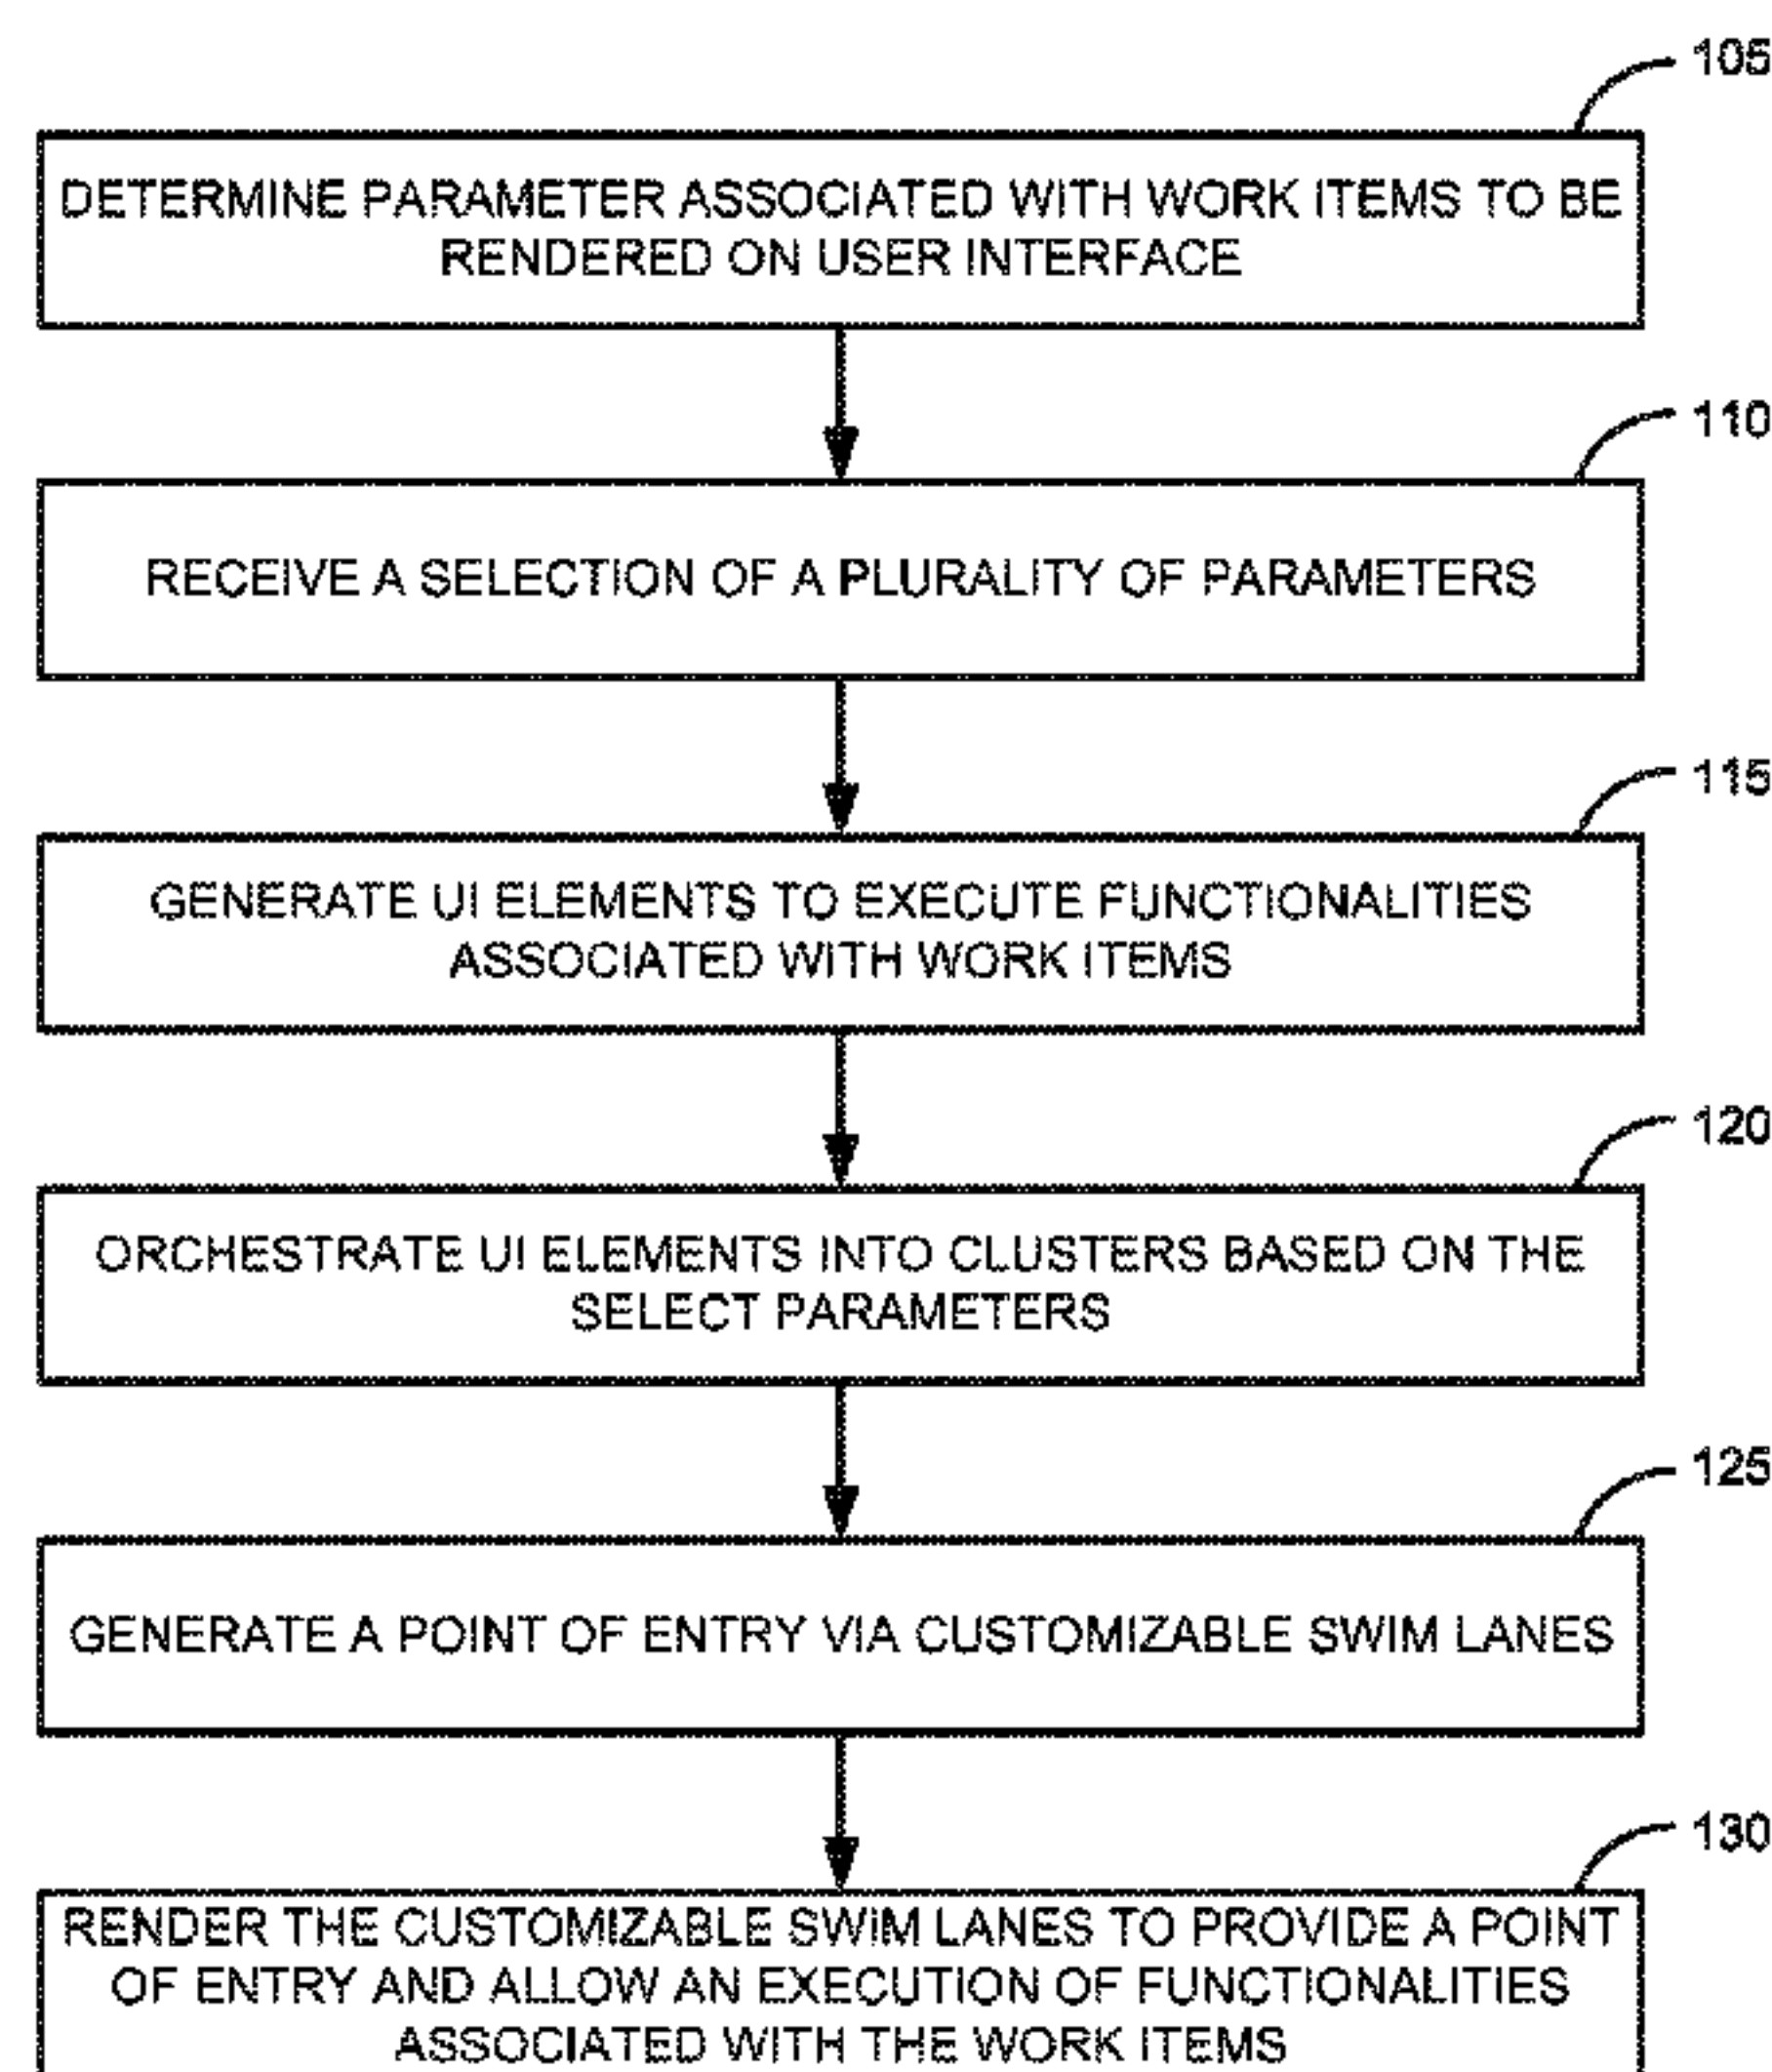 105
DETERMINE PARAMETER ASSOCIATED WITH WORK ITEMS TO BE
RENDERED ON USER INTERFACE
110
RECEIVE A SELECTION OF A PLURALITY OF PARAMETERS
115
GENERATE UI ELEMENTS TO EXECUTE FUNCTIONALITIES
ASSOCIATED WITH WORK ITEMS
120
ORCHESTRATE UI ELEMENTS INTO CLUSTERS BASED ON THE
SELECT PARAMETERS
125
GENERATE A POINT OF ENTRY VIA CUSTOMIZABLE SWIM LANES
130
RENDER THE CUSTOMIZABLE SWIM LANES TO PROVIDE A POINT
OF ENTRY AND ALLOW AN EXECUTION OF FUNCTIONALITIES
ASSOCIATED WITH THE WORK ITEMS